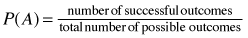 P(A) = number of successful outcomes / total number of possible outcomes